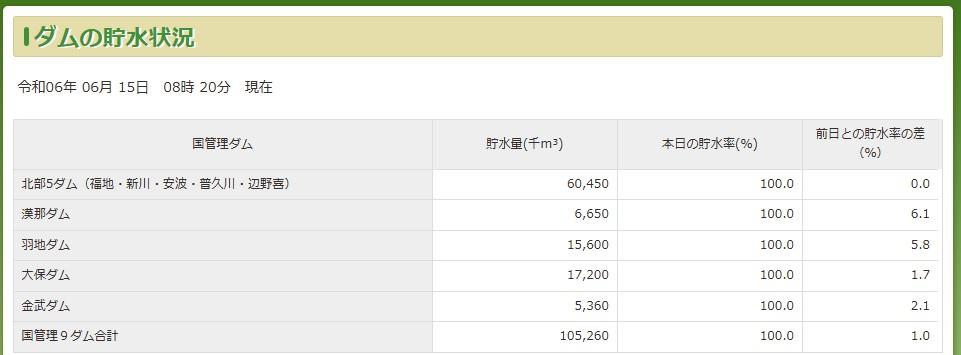 ダムの貯水状況
令和06年 06月 15日　08時 20分　現在
国管理ダム 貯水量(千m³) 本日の貯水率(%) 前日との貯水率の差(%)
北部5ダム（福地・新川・安波・普久川・辺野喜） 60,450 100.0 0.0
漢那ダム 6,650 100.0 6.1
羽地ダム 15,600 100.0 5.8
大保ダム 17,200 100.0 1.7
金武ダム 5,360 100.0 2.1
国管理９ダム合計 105,260 100.0 1.0